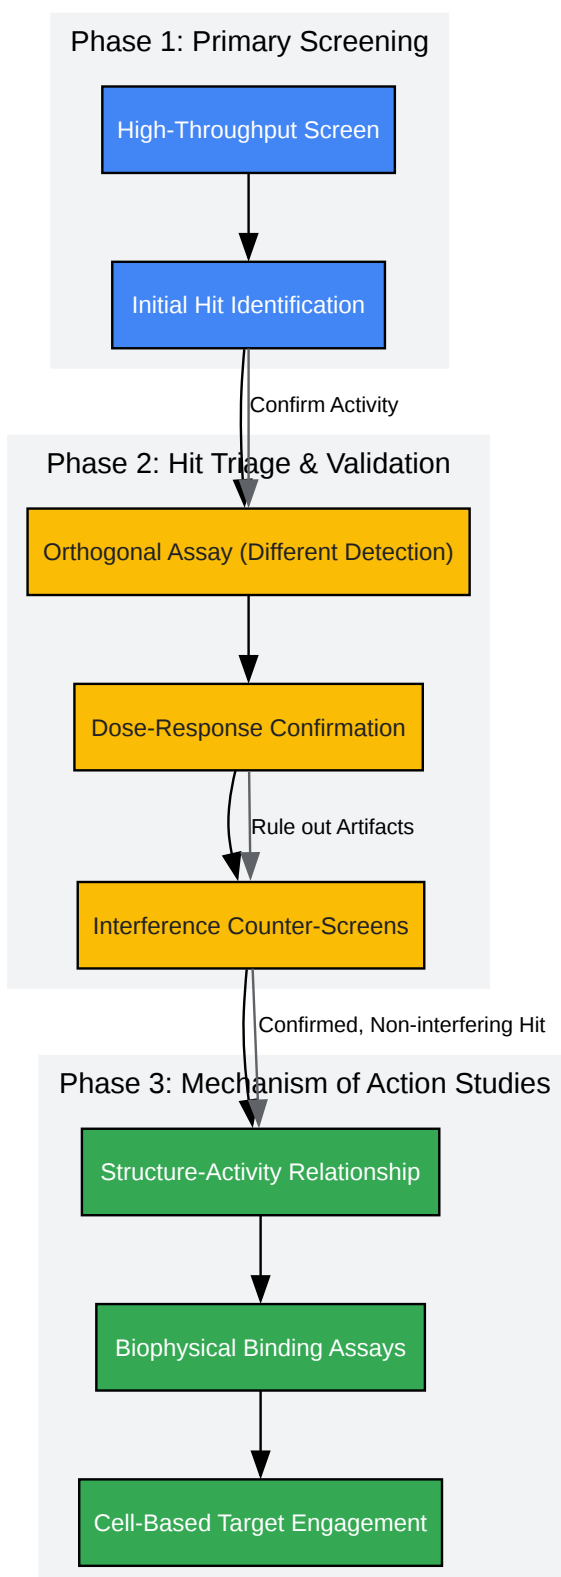 Phase 1: Primary Screening
High-Throughput Screen
Initial Hit Identification
Confirm Activity
Phase 2: Hit Triage & Validation
Orthogonal Assay (Different Detection)
Dose-Response Confirmation
Rule out Artifacts
Interference Counter-Screens
Confirmed, Non-interfering Hit
Phase 3: Mechanism of Action Studies
Structure-Activity Relationship
Biophysical Binding Assays
Cell-Based Target Engagement